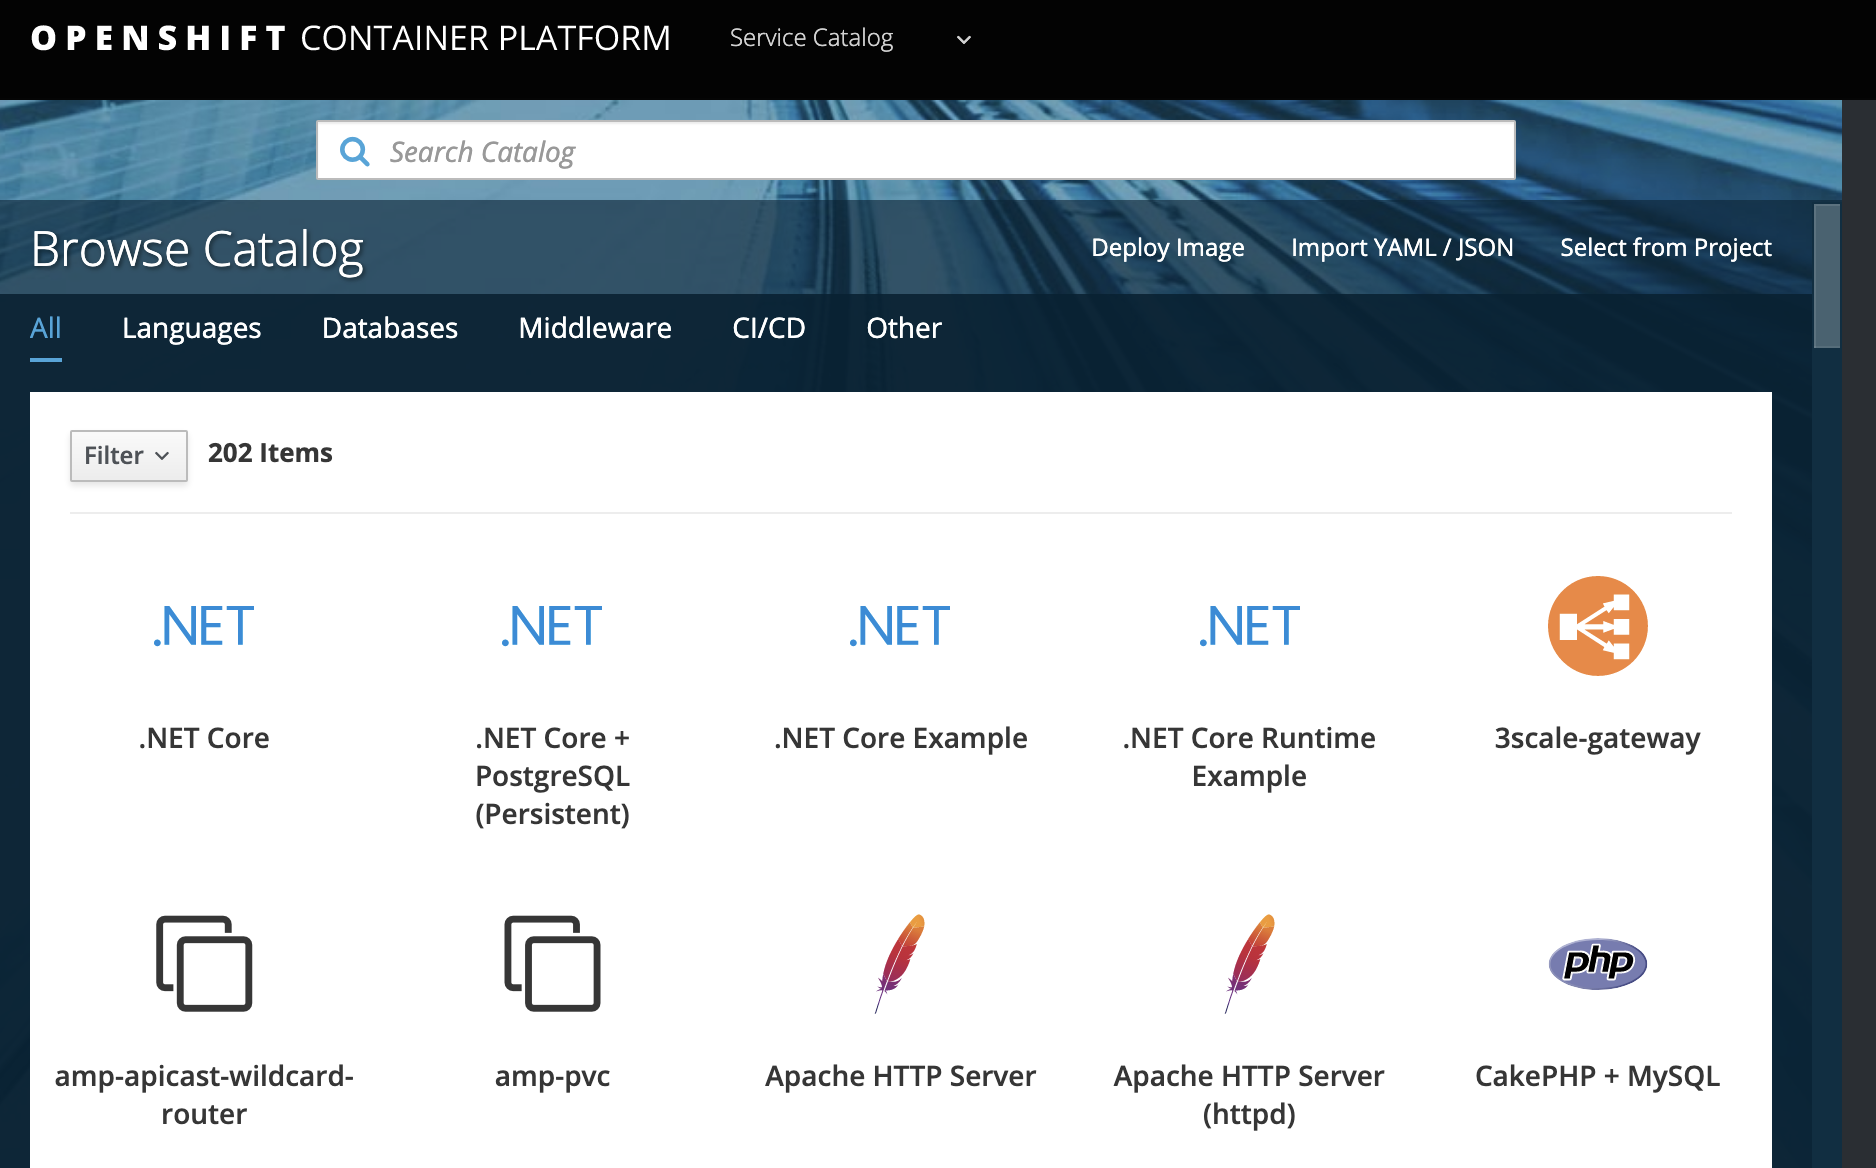 OPENSHIFT CONTAINER PLATFORM Service Catalog
Search Catalog
Browse Catalog Deploy Image Import YAML / JSON Select from Project
All Languages Databases Middleware CI/CD Other
Filter 202 Items
.NET .NET .NET .NET
.NET Core
.NET Core +
PostgreSQL
(Persistent)
.NET Core Example
.NET Core Runtime
Example
3scale-gateway
php
amp-apicast-wildcard-
router
amp-pvc
Apache HTTP Server
Apache HTTP Server
(httpd)
CakePHP + MySQL